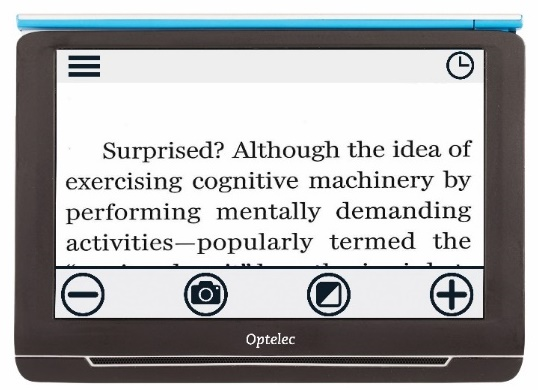 Surprised? Although the idea of
exercising cognitive machinery by
performing mentally demanding
activities—popularly termed the
Optelec